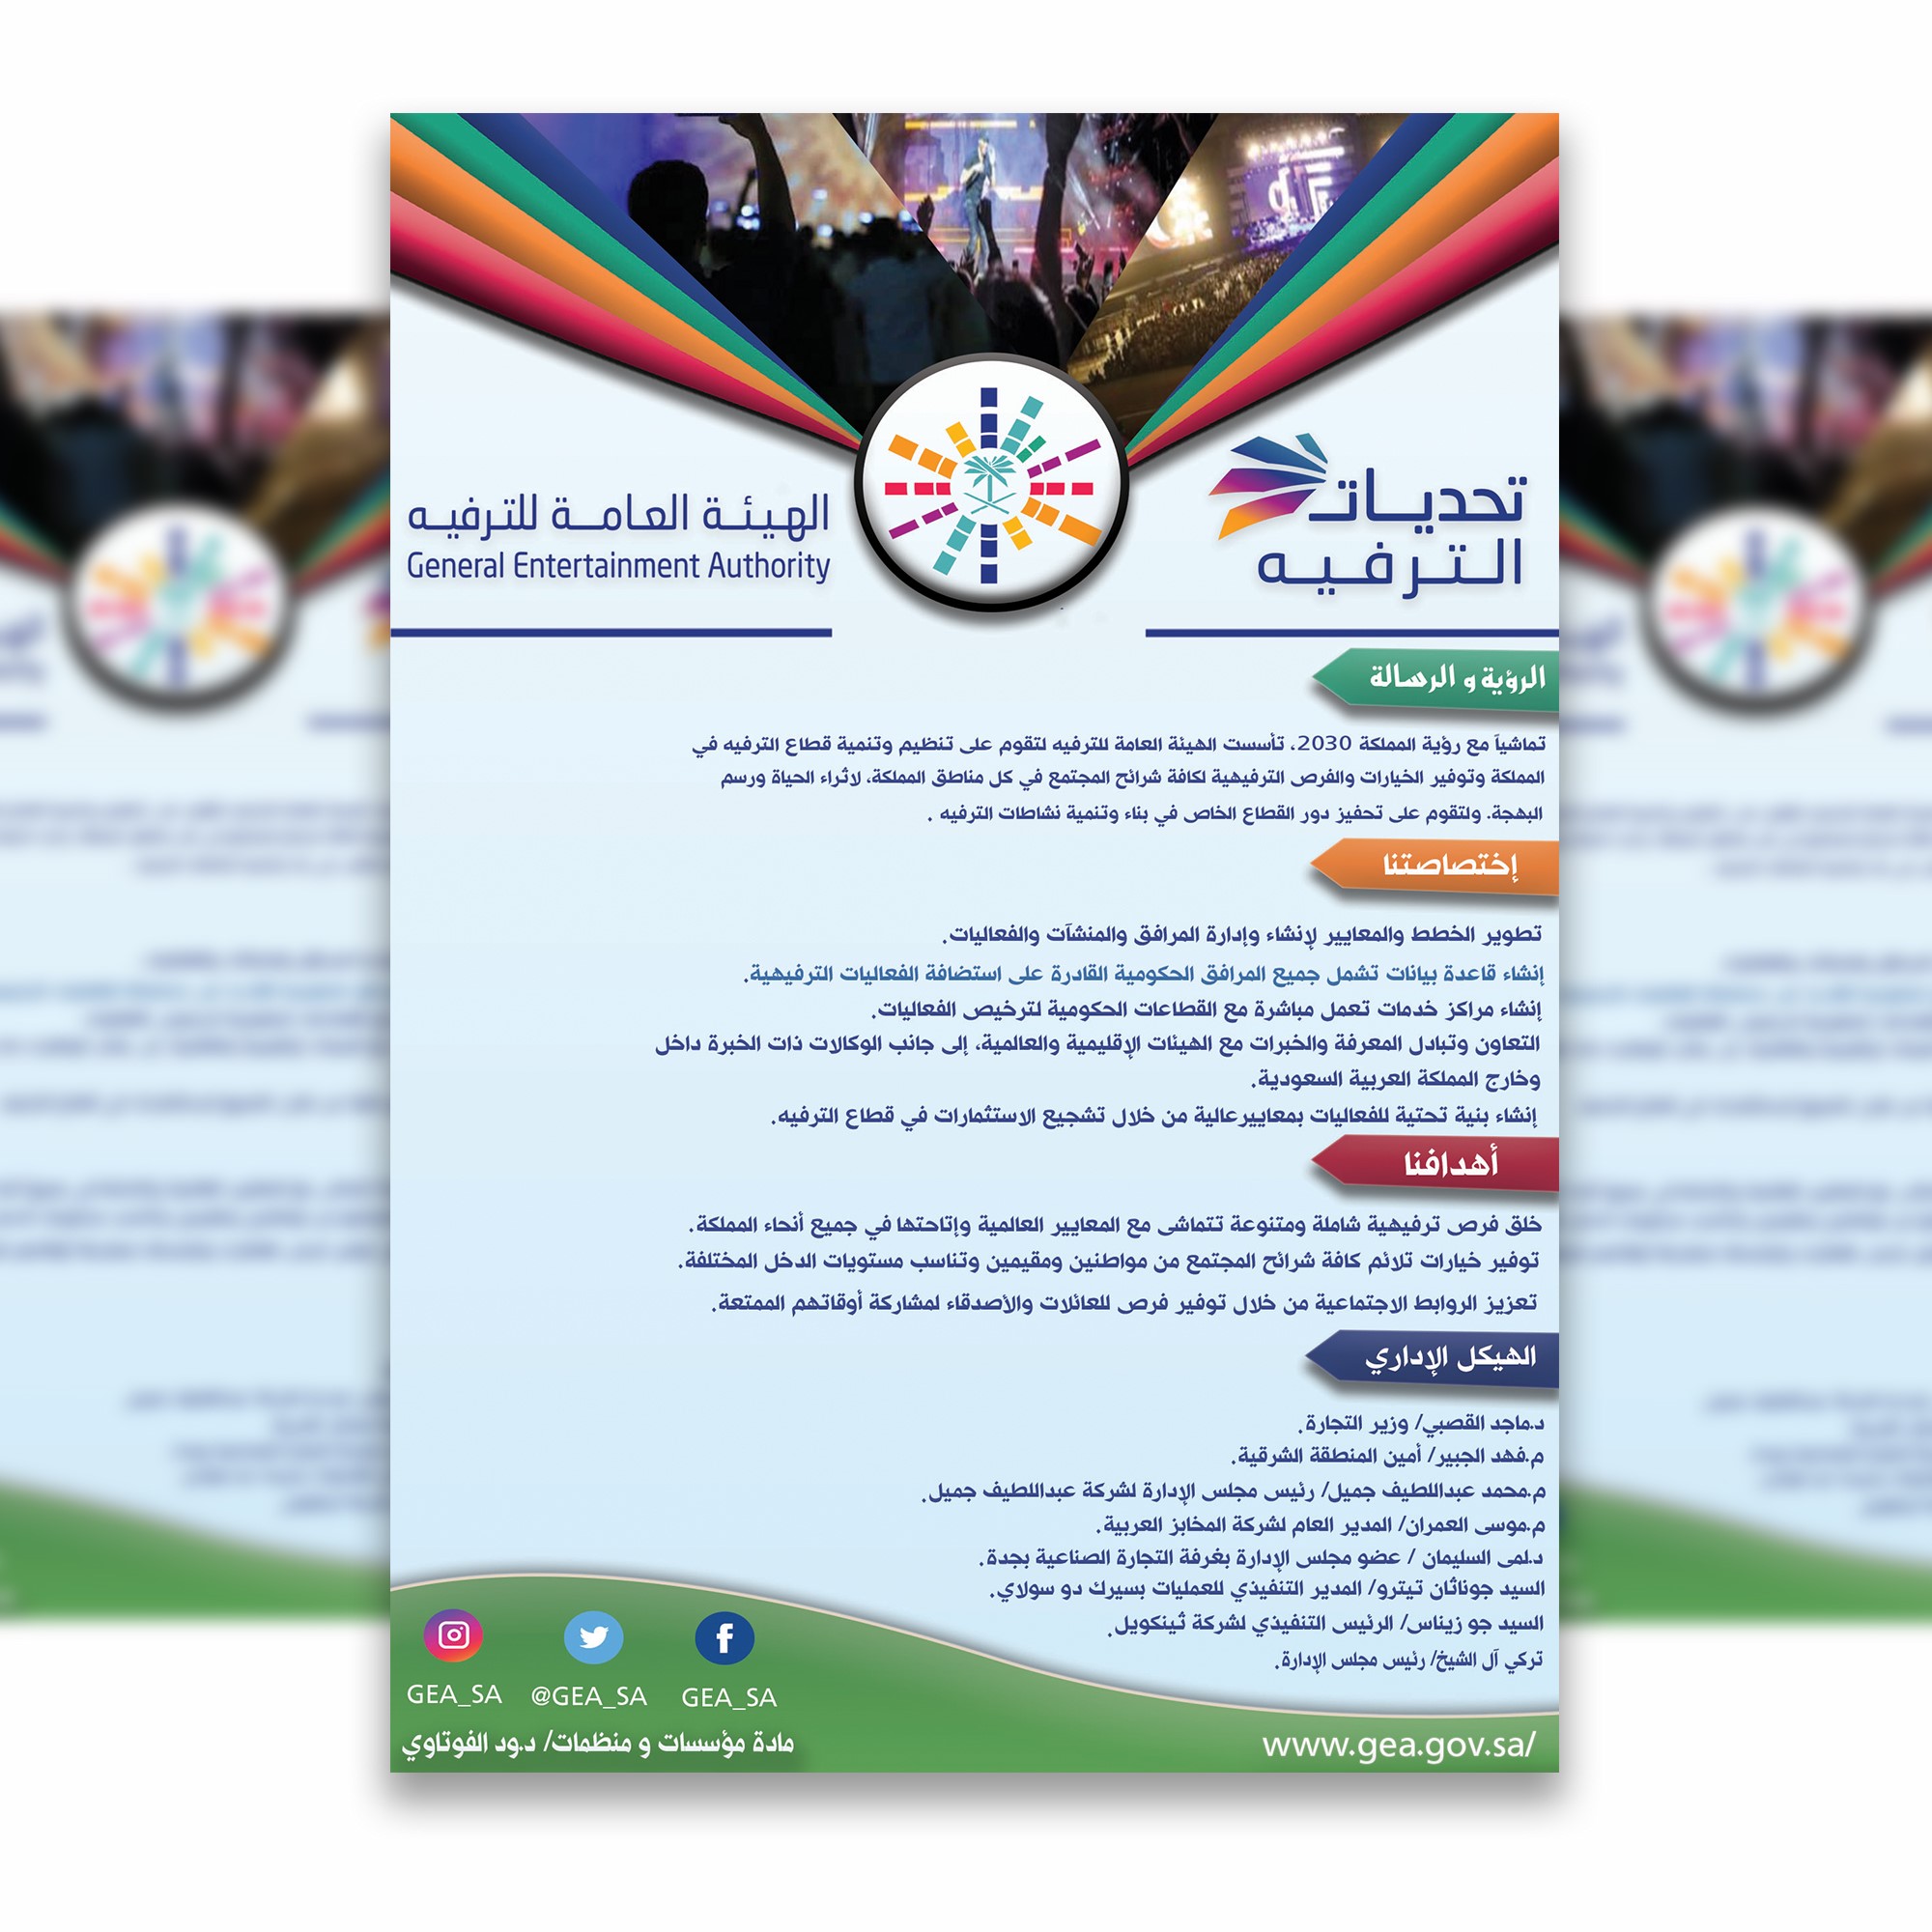 تحديات
الترفيه
الهيئة العامة للترفيه
General Entertainment Authority
الرؤية و الرسالة
تماشياً مع رؤية المملكة 2030، تأسست الهيئة العامة للترفيه لتقوم على تنظيم وتنمية قطاع الترفيه في
المملكة وتوفير الخيارات والفرص الترفيهية لكافة شرائح المجتمع في كل مناطق المملكة، لاثراء الحياة ورسم
البهجة. ولتقوم على تحفيز دور القطاع الخاص في بناء وتنمية نشاطات الترفيه .
إختصاصتنا
تطوير الخطط والمعايير لإنشاء وإدارة المرافق والمنشآت والفعاليات.
إنشاء قاعدة بيانات تشمل جميع المرافق الحكومية القادرة على استضافة الفعاليات الترفيهية.
إنشاء مراكز خدمات تعمل مباشرة مع القطاعات الحكومية لترخيص الفعاليات.
التعاون وتبادل المعرفة والخبرات مع الهيئات الإقليمية والعالمية، إلى جانب الوكالات ذات الخبرة داخل
وخارج المملكة العربية السعودية.
إنشاء بنية تحتية للفعاليات بمعاييرعالية من خلال تشجيع الاستثمارات في قطاع الترفيه.
أهدافنا
خلق فرص ترفيهية شاملة ومتنوعة تتماشى مع المعايير العالمية وإتاحتها في جميع أنحاء المملكة.
توفير خيارات تلائم كافة شرائح المجتمع من مواطنين ومقيمين وتناسب مستويات الدخل المختلفة.
تعزيز الروابط الاجتماعية من خلال توفير فرص للعائلات والأصدقاء لمشاركة أوقاتهم الممتعة.
الهيكل الإداري
د.ماجد القصبي/ وزير التجارة.
م.فهد الجبير/ أمين المنطقة الشرقية.
م.محمد عبداللطيف جميل/ رئيس مجلس الإدارة لشركة عبداللطيف جميل.
م.موسى العمران/ المدير العام لشركة المخابز العربية.
د.لمى السليمان / عضو مجلس الإدارة بغرفة التجارة الصناعية بجدة.
السيد جوناثان تيترو/ المدير التنفيذي للعمليات بسيرك دو سولاي.
السيد جو زيناس/ الرئيس التنفيذي لشركة ثينكويل.
تركي آل الشيخ/ رئيس مجلس الإدارة.
GEA_SA @GEA_SA GEA_SA
www.gea.gov.sa/
مادة مؤسسات و منظمات/ د.ود الفوتاوي